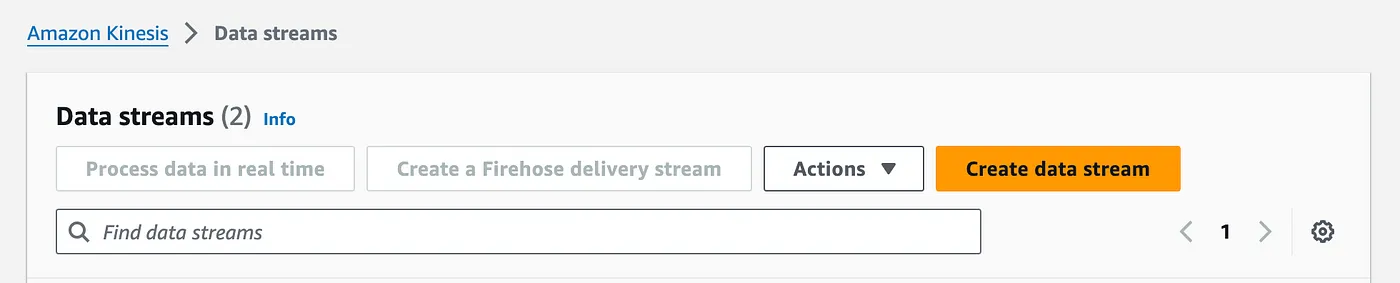 Amazon Kinesis > Data streams
Data streams (2) Info
Process data in real time Create a Firehose delivery stream Actions Create data stream
Find data streams 1